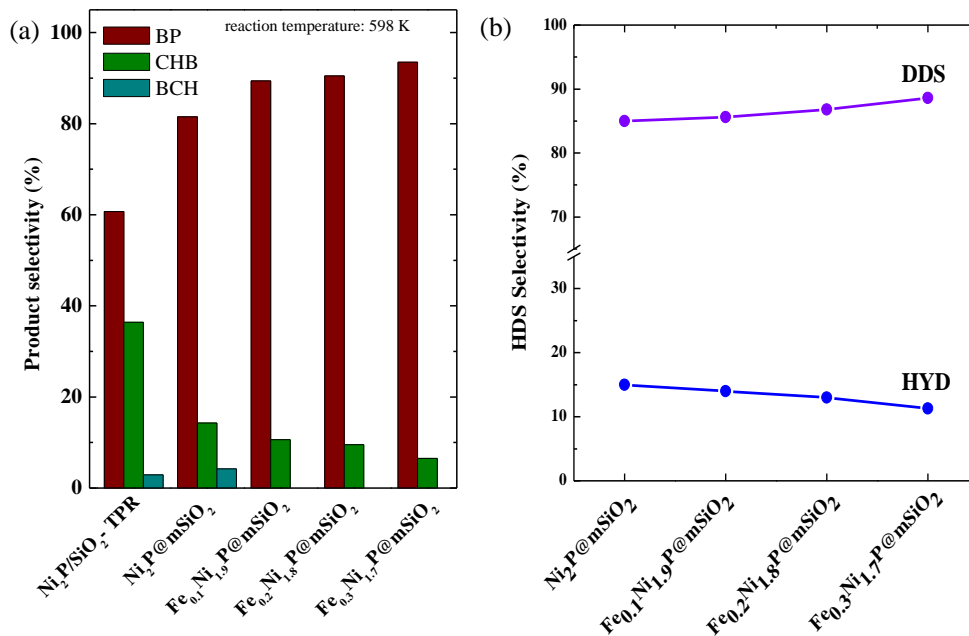 (a)
reaction temperature: 598 K
BP
CHB
BCH
Product selectivity (%)
100
80
60
40
20
0
Ni2P/SiO2- TPR
Ni2P@mSiO2
Fe0.1Ni1.9P@mSiO2
Fe0.2Ni1.8P@mSiO2
Fe0.3Ni1.7P@mSiO2
(b)
DDS
HYD
HDS Selectivity (%)
100
90
80
70
30
20
10
0
Ni2P@mSiO2
Fe0.1Ni1.9P@mSiO2
Fe0.2Ni1.8P@mSiO2
Fe0.3Ni1.7P@mSiO2